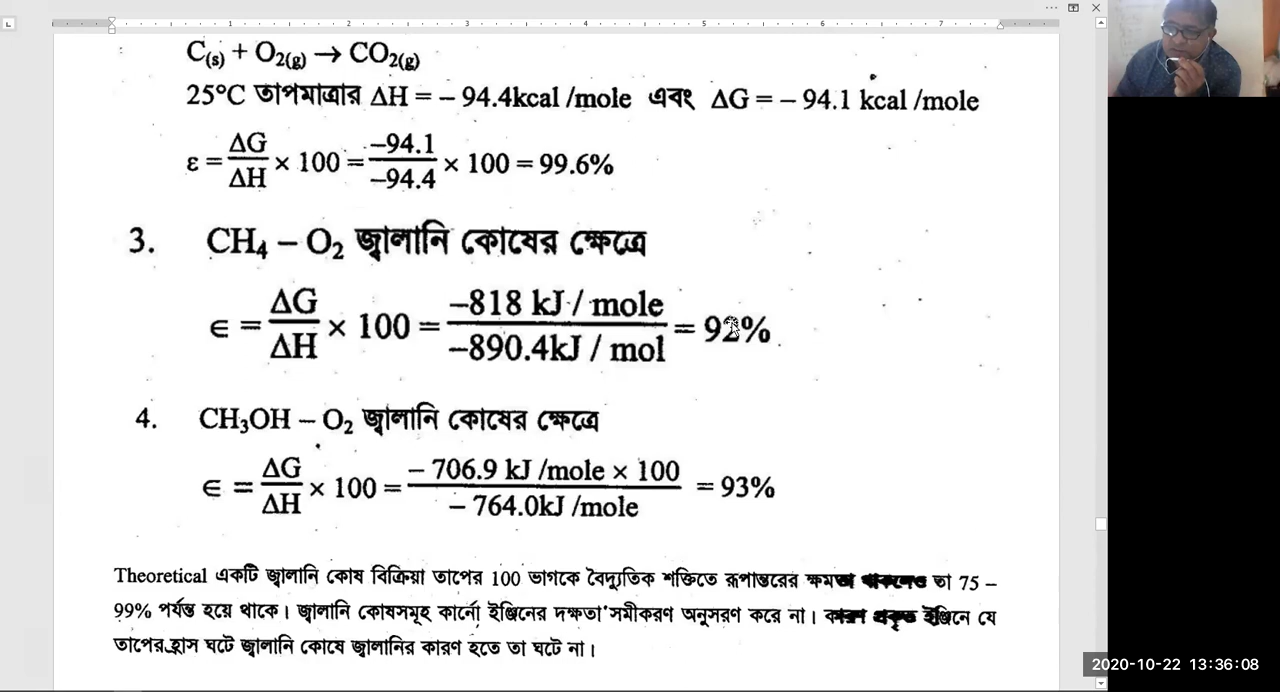 C(s) + O2(g) → CO2(g)
25°C তাপমাত্রার ΔH = – 94.4kcal /mole এবং ΔG = – 94.1 kcal /mole
ε = ΔG/ΔH × 100 = –94.1/–94.4 × 100 = 99.6%
3. CH4 – O2 জ্বালানি কোষের ক্ষেত্রে
∈ = ΔG/ΔH × 100 = –818 kJ / mole/–890.4kJ / mol = 92%
4. CH3OH – O2 জ্বালানি কোষের ক্ষেত্রে
∈ = ΔG/ΔH × 100 = – 706.9 kJ /mole × 100/– 764.0kJ /mole = 93%
Theoretical একটি জ্বালানি কোষ বিক্রিয়া তাপের 100 ভাগকে বৈদ্যুতিক শক্তিতে রূপান্তরের ক্ষমতা থাকলেও তা 75 –
99% পর্যন্ত হয়ে থাকে। জ্বালানি কোষসমূহ কার্নো ইঞ্জিনের দক্ষতা সমীকরণ অনুসরণ করে না। কারণ প্রকৃত ইঞ্জিনে যে
তাপের হ্রাস ঘটে জ্বালানি কোষে জ্বালানির কারণ হতে তা ঘটে না।
2020-10-22 13:36:08